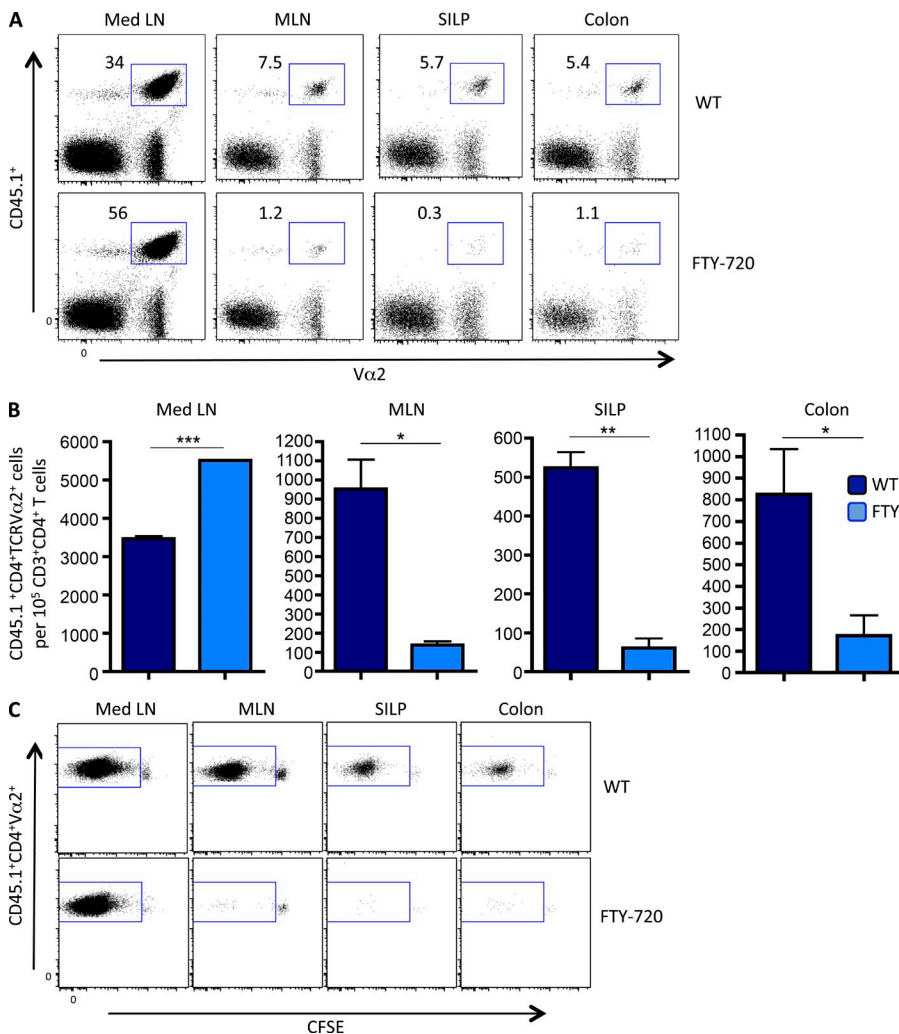 A
Med LN MLN SILP Colon
34 7.5 5.7 5.4
WT
CD45.1⁺
56 1.2 0.3 1.1
FTY-720
0
0
Vα2
B
Med LN MLN SILP Colon
CD45.1⁺CD4⁺TCRVα2⁺ cells
per 10⁵ CD3⁺CD4⁺ T cells
6000
5000
4000
3000
2000
1000
0
***
1200
1100
1000
900
800
700
600
500
400
300
200
100
0
*
600
500
400
300
200
100
0
**
1100
1000
900
800
700
600
500
400
300
200
100
0
*
WT
FTY
C
Med LN MLN SILP Colon
WT
CD45.1⁺CD4⁺Vα2⁺
FTY-720
0
0
CFSE